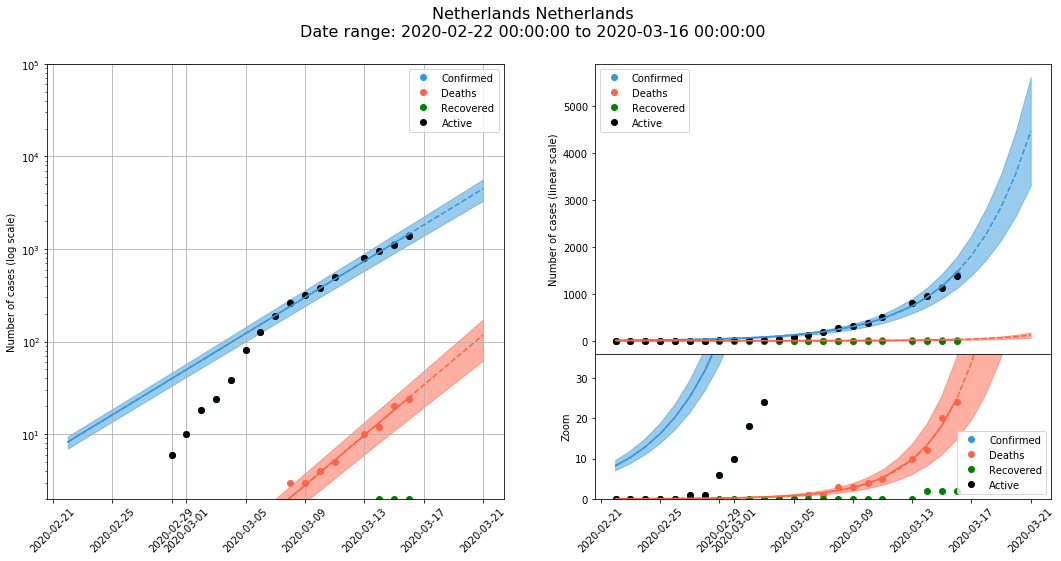 Netherlands Netherlands
Date range: 2020-02-22 00:00:00 to 2020-03-16 00:00:00
Number of cases (log scale)
10^5
10^4
10^3
10^2
10^1
Confirmed
Deaths
Recovered
Active
2020-02-21
2020-02-25
2020-02-29
2020-03-01
2020-03-05
2020-03-09
2020-03-13
2020-03-17
2020-03-21
Number of cases (linear scale)
5000
4000
3000
2000
1000
0
Confirmed
Deaths
Recovered
Active
Zoom
30
20
10
0
Confirmed
Deaths
Recovered
Active
2020-02-21
2020-02-25
2020-02-29
2020-03-01
2020-03-05
2020-03-09
2020-03-13
2020-03-17
2020-03-21